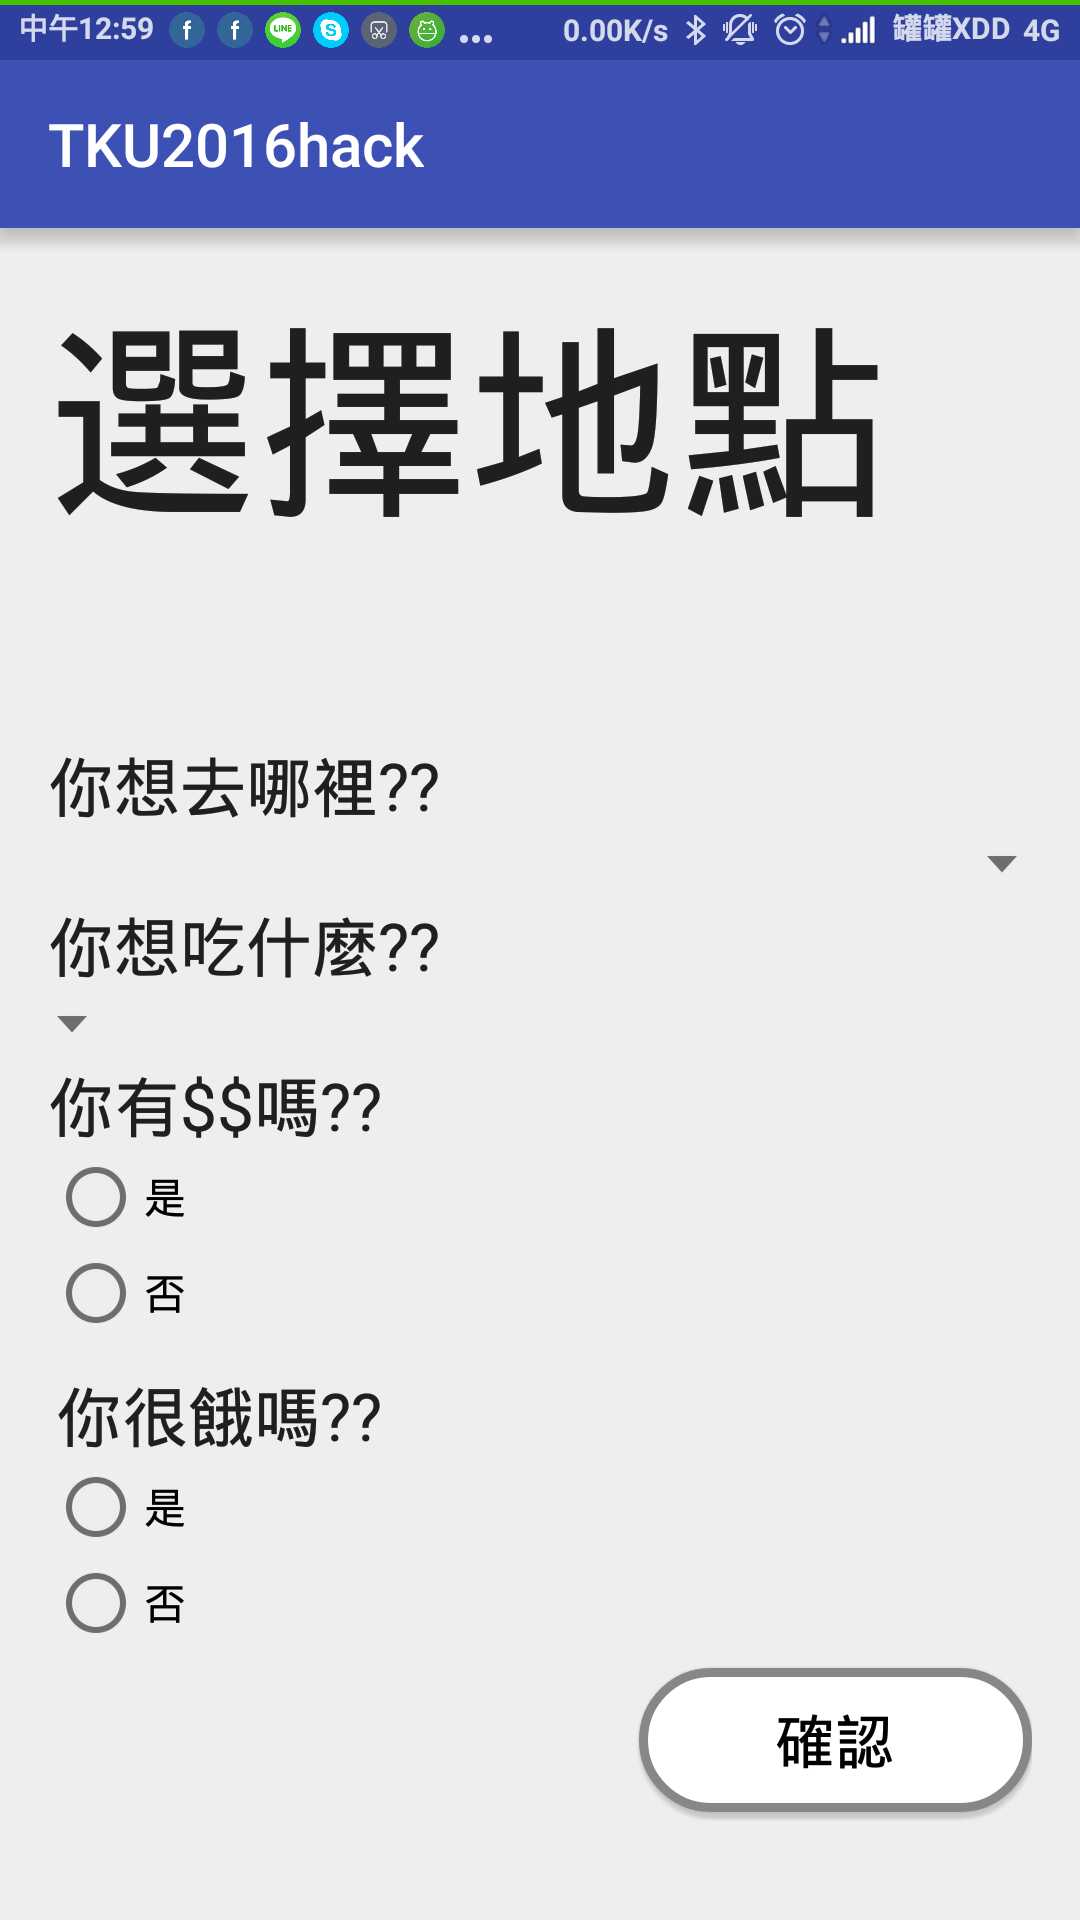 中午12:59 f f LINE S ... 0.00K/s 罐罐XDD 4G
TKU2016hack
選擇地點
你想去哪裡??
你想吃什麼??
你有$$嗎??
是
否
你很餓嗎??
是
否
確認